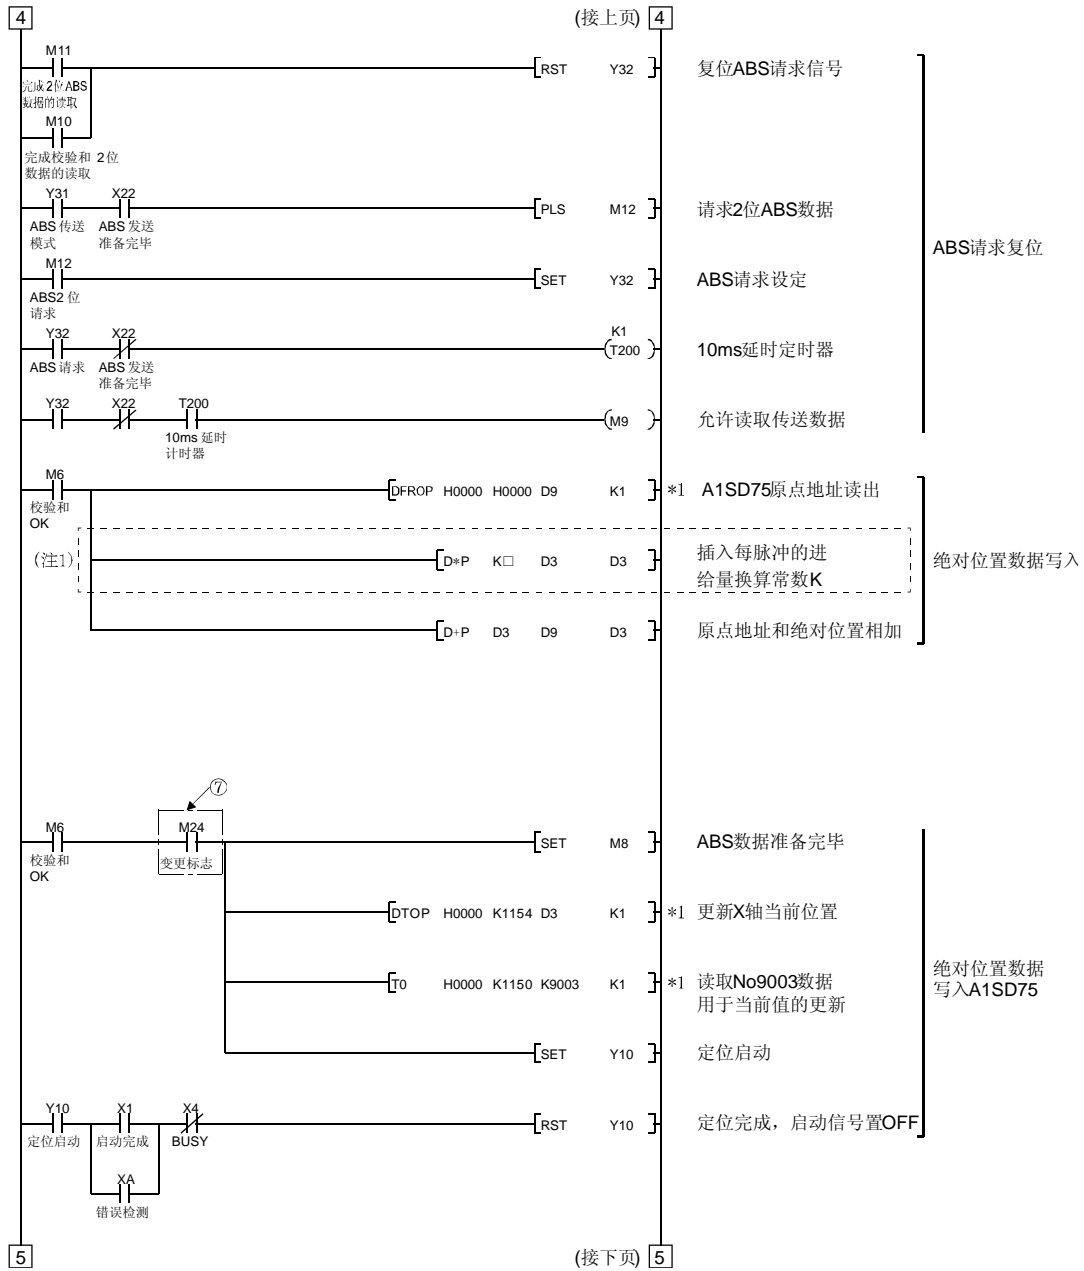 4
(接上页) 4
M11
RST Y32
复位ABS请求信号
完成2位ABS
数据的读取
M10
完成校验和 2位
数据的读取
Y31 X22
PLS M12
请求2位ABS数据
ABS传送
模式
ABS发送
准备完毕
ABS请求复位
M12
SET Y32
ABS请求设定
ABS2位
请求
Y32 X22
K1
T200
10ms延时定时器
ABS请求
ABS发送
准备完毕
Y32 X22 T200
M9
允许读取传送数据
10ms延时
计时器
M6
DFROP H0000 H0000 D9 K1
*1 A1SD75原点地址读出
校验和
OK
(注1)
D*P K□ D3 D3
插入每脉冲的进
给量换算常数K
绝对位置数据写入
D+P D3 D9 D3
原点地址和绝对位置相加
⑦
M6 M24
SET M8
ABS数据准备完毕
校验和
OK
变更标志
DTOP H0000 K1154 D3 K1
*1 更新X轴当前位置
T0 H0000 K1150 K9003 K1
*1 读取No9003数据
用于当前值的更新
绝对位置数据
写入A1SD75
SET Y10
定位启动
Y10 X1 X4
RST Y10
定位完成，启动信号置OFF
定位启动 启动完成 BUSY
XA
错误检测
5
(接下页) 5